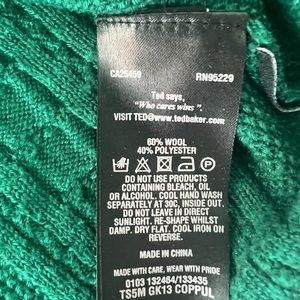 CA25459 RN95229
Ted says,
"Who cares wins".
VISIT TED@www.tedbaker.com
60% WOOL
40% POLYESTER
DO NOT USE PRODUCTS
CONTAINING BLEACH, OIL
OR ALCOHOL. COOL HAND WASH
SEPARATELY AT 30C, INSIDE OUT.
DO NOT LEAVE IN DIRECT
SUNLIGHT. RE-SHAPE WHILST
DAMP. DRY FLAT. COOL IRON ON
REVERSE.
MADE IN CHINA
MADE WITH CARE, WEAR WITH PRIDE
0103 132464/133435
TS5M GK13 COPPUL